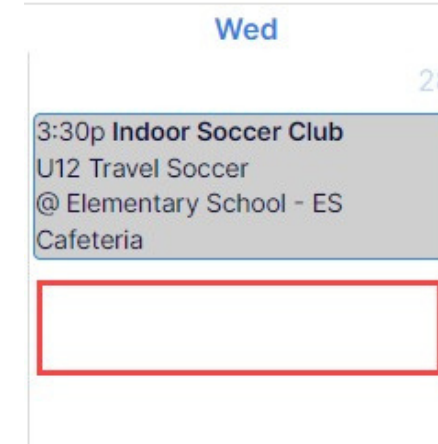 Wed
3:30p Indoor Soccer Club
U12 Travel Soccer
@ Elementary School - ES
Cafeteria